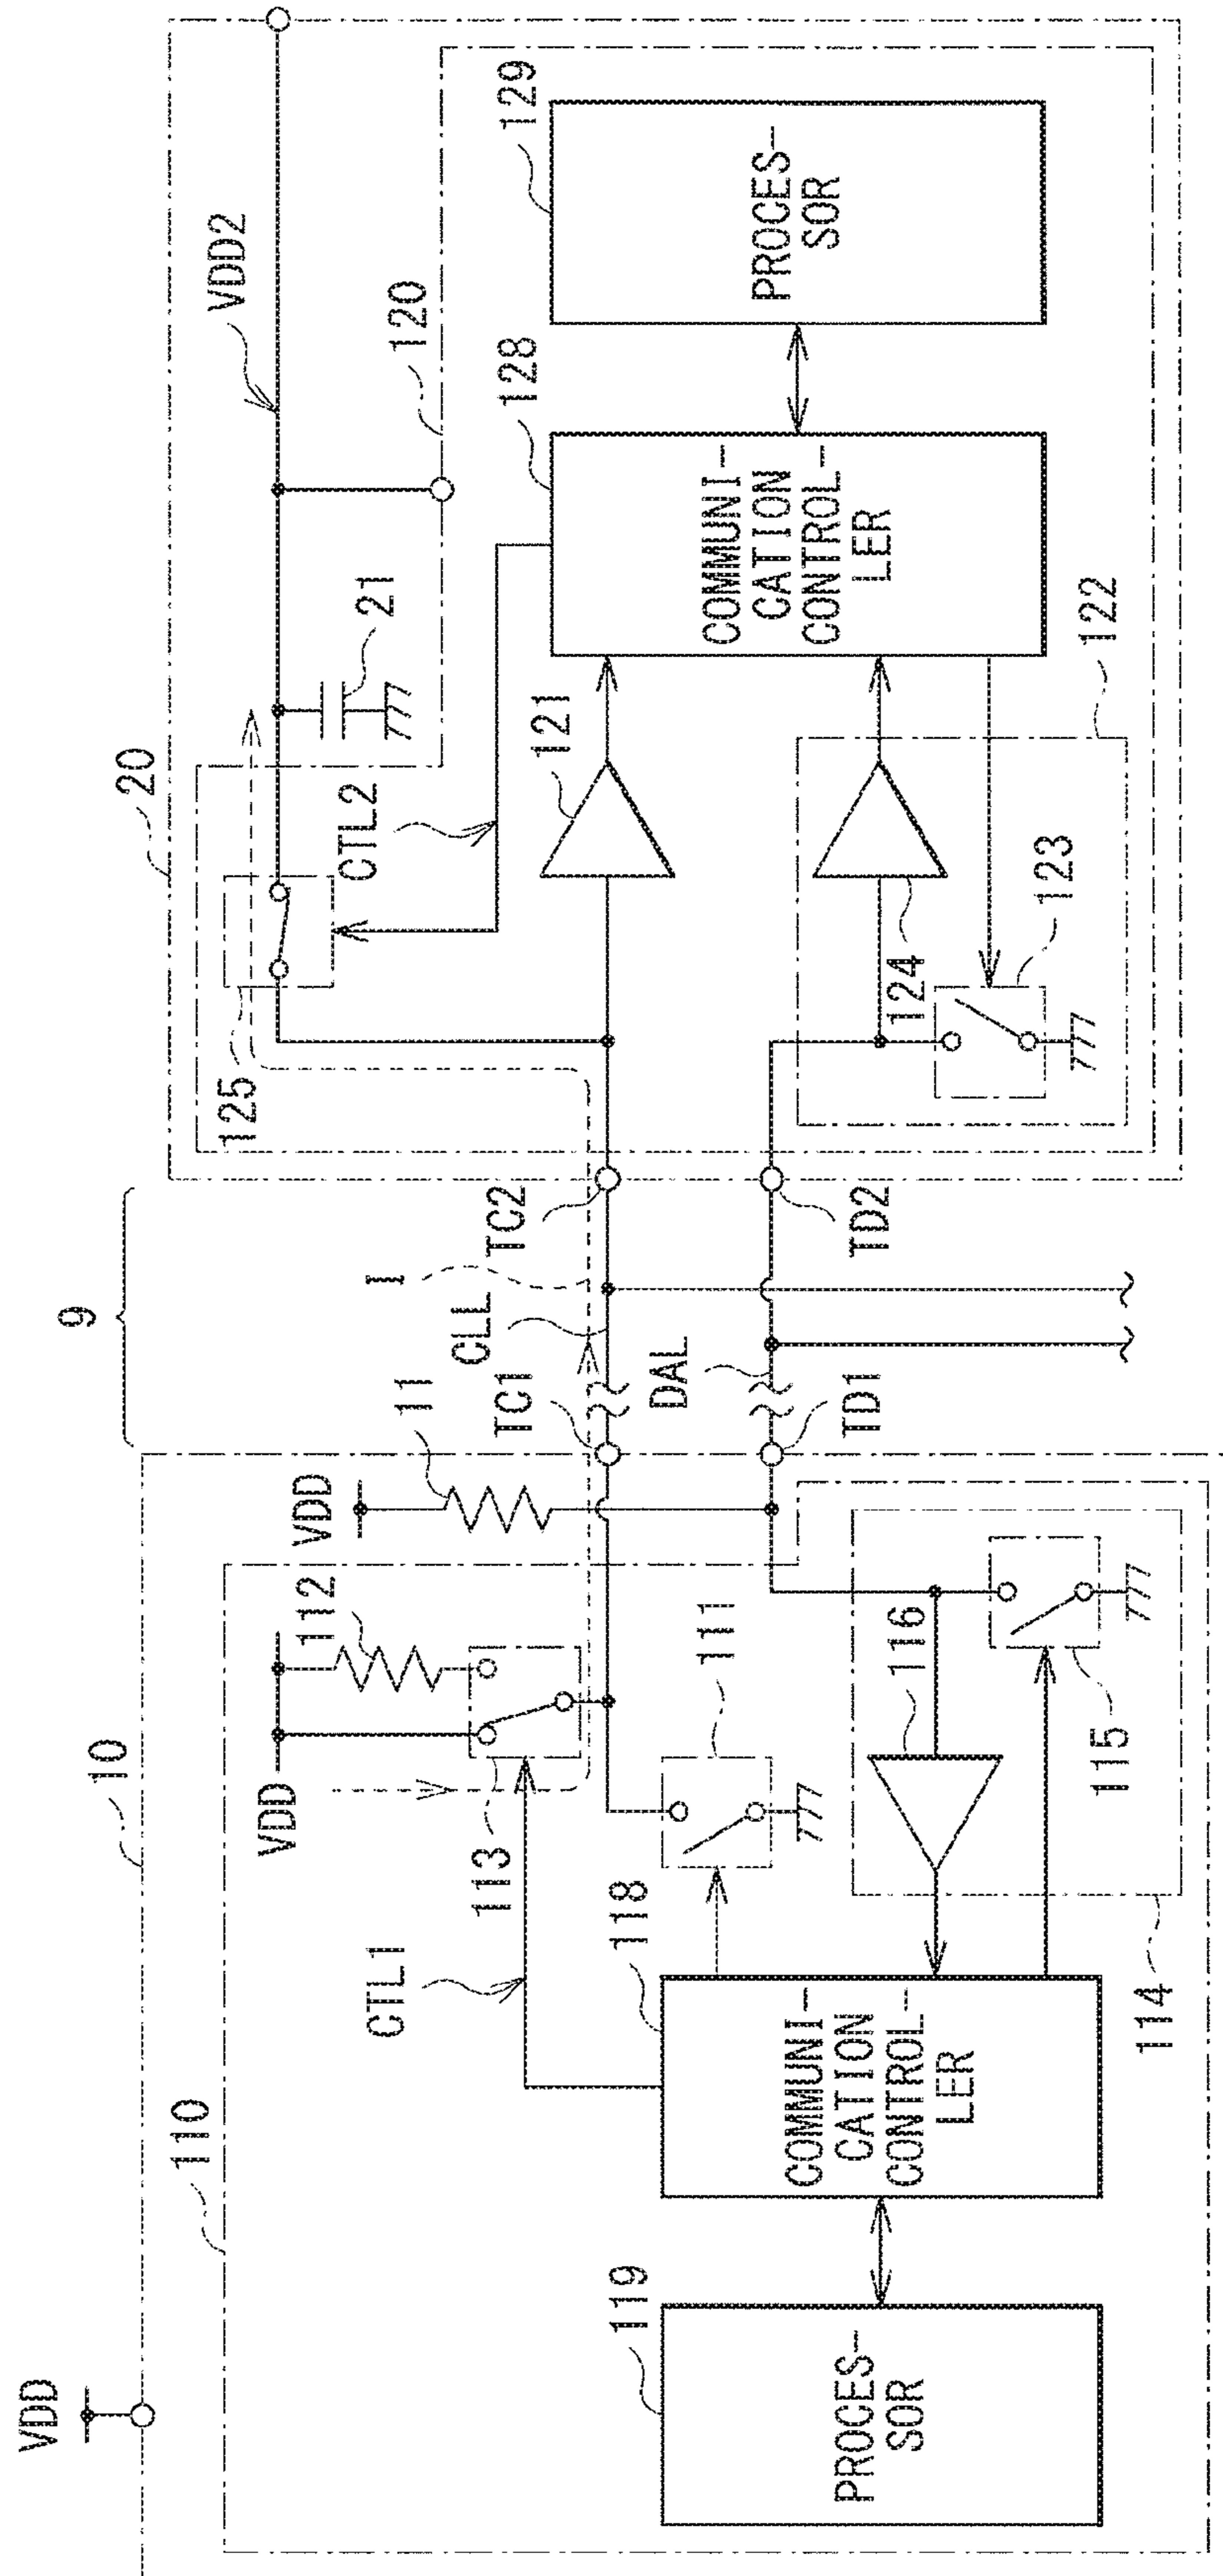 VDD
10
110
119
PROCES-
SOR
118
COMMUNI-
CATION
CONTROL-
LER
CTL1
113
VDD
112
VDD
11
111
116
115
114
9
TC1
CLL
I
TC2
TD1
DAL
TD2
20
125
CTL2
21
VDD2
120
121
124
123
122
128
COMMUNI-
CATION
CONTROL-
LER
129
PROCES-
SOR